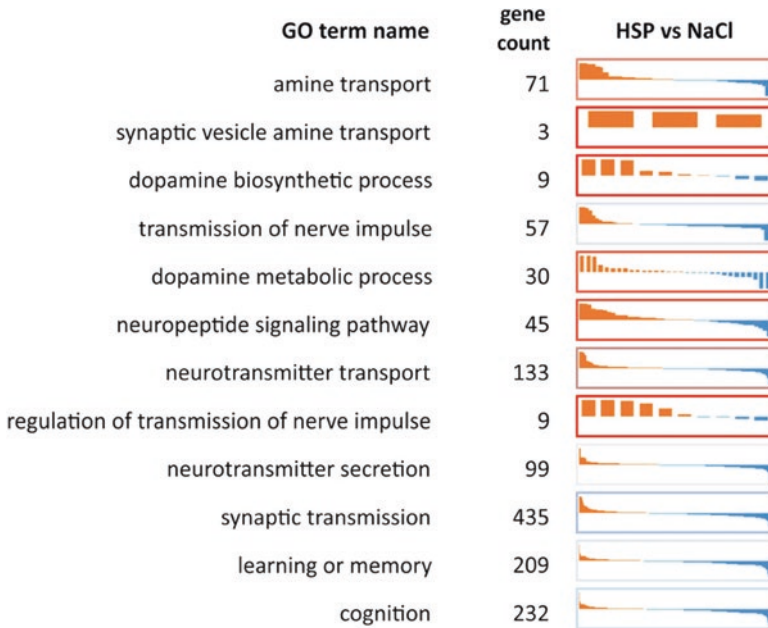 GO term name gene count HSP vs NaCl
amine transport 71
synaptic vesicle amine transport 3
dopamine biosynthetic process 9
transmission of nerve impulse 57
dopamine metabolic process 30
neuropeptide signaling pathway 45
neurotransmitter transport 133
regulation of transmission of nerve impulse 9
neurotransmitter secretion 99
synaptic transmission 435
learning or memory 209
cognition 232